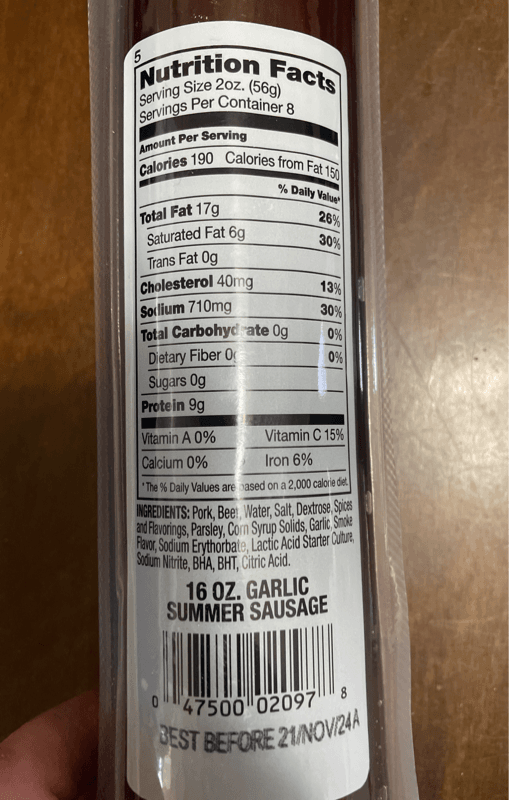 5
Nutrition Facts
Serving Size 2oz. (56g)
Servings Per Container 8
Amount Per Serving
Calories 190 Calories from Fat 150
% Daily Value*
Total Fat 17g 26%
Saturated Fat 6g 30%
Trans Fat 0g
Cholesterol 40mg 13%
Sodium 710mg 30%
Total Carbohydrate 0g 0%
Dietary Fiber 0g 0%
Sugars 0g
Protein 9g
Vitamin A 0% Vitamin C 15%
Calcium 0% Iron 6%
* The % Daily Values are based on a 2,000 calorie diet.
INGREDIENTS: Pork, Beef, Water, Salt, Dextrose, Spices
and Flavorings, Parsley, Corn Syrup Solids, Garlic, Smoke
Flavor, Sodium Erythorbate, Lactic Acid Starter Culture,
Sodium Nitrite, BHA, BHT, Citric Acid.
16 OZ. GARLIC
SUMMER SAUSAGE
0 47500 02097 8
BEST BEFORE 21/NOV/24A